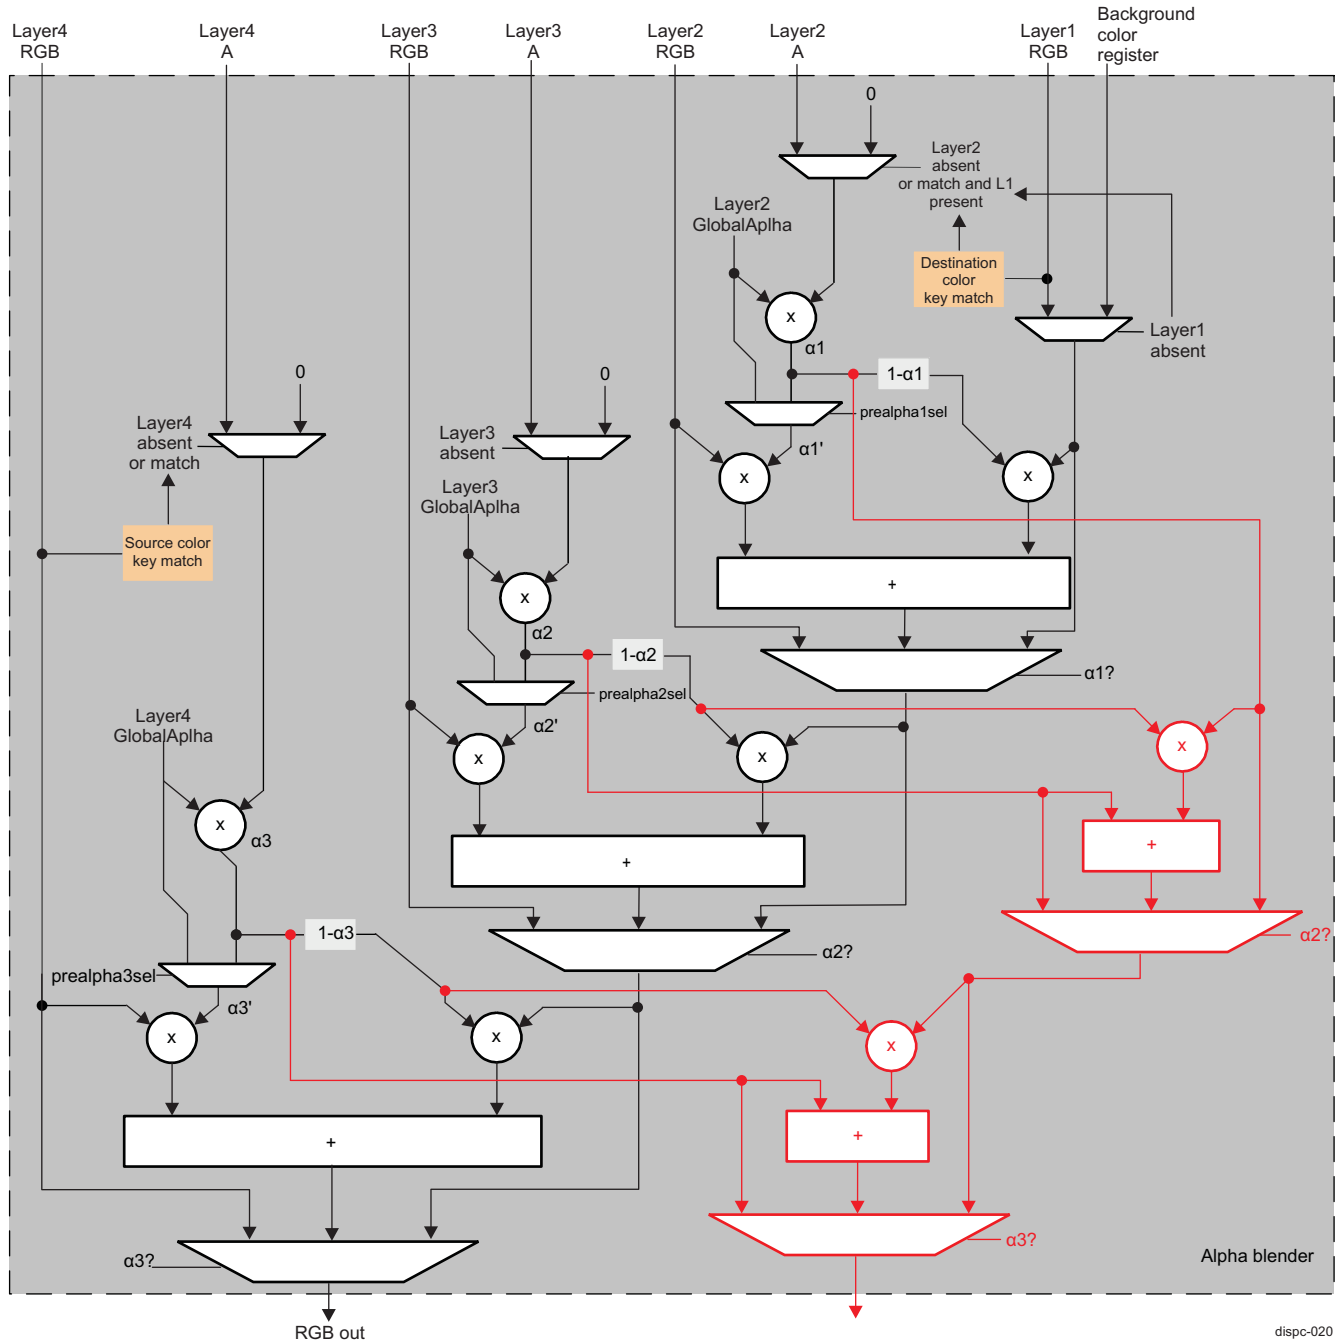 Layer4
RGB
Layer4
A
Layer3
RGB
Layer3
A
Layer2
RGB
Layer2
A
Layer1
RGB
Background
color
register
0
Layer2
absent
or match and L1
present
Layer2
GlobalAplha
Destination
color
key match
x
α1
Layer1
absent
0
0
1-α1
prealpha1sel
Layer4
absent
or match
Layer3
absent
α1'
x
x
Layer3
GlobalAplha
Source color
key match
+
x
α2
1-α2
α1?
prealpha2sel
Layer4
GlobalAplha
α2'
x
x
x
x
α3
+
+
1-α3
α2?
α2?
prealpha3sel
α3'
x
x
x
+
+
α3?
α3?
Alpha blender
RGB out
dispc-020